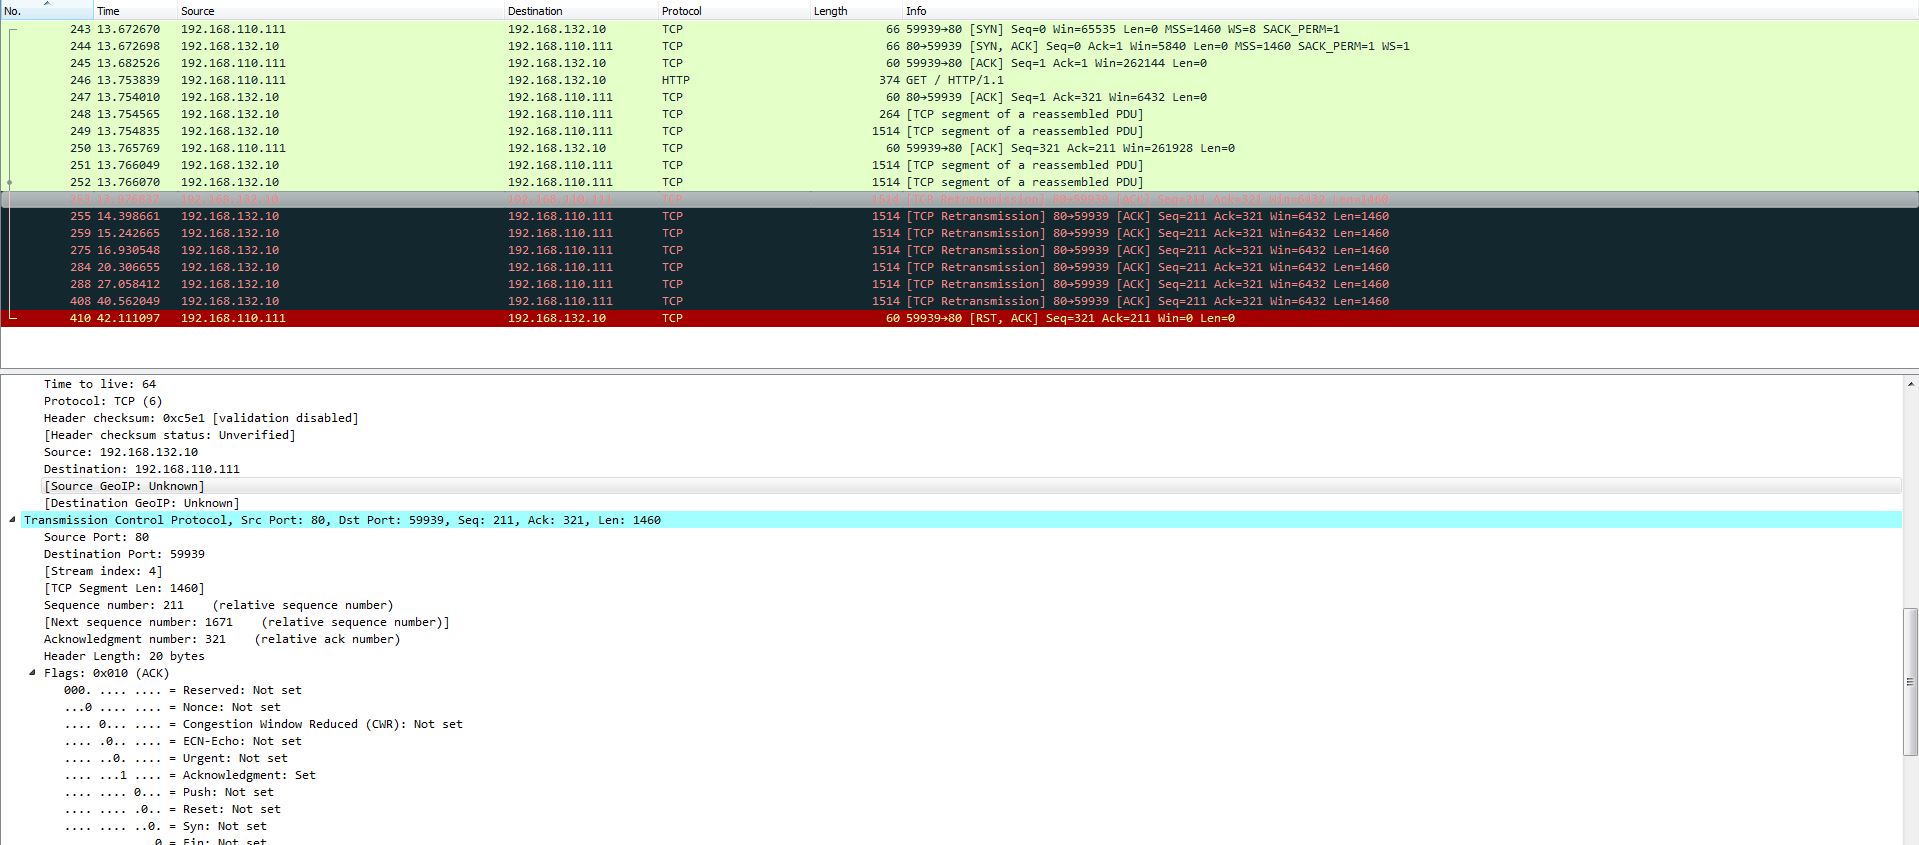 No. Time Source Destination Protocol Length Info
243 13.672670 192.168.110.111 192.168.132.10 TCP 66 59939→80 [SYN] Seq=0 Win=65535 Len=0 MSS=1460 WS=8 SACK_PERM=1
244 13.672698 192.168.132.10 192.168.110.111 TCP 66 80→59939 [SYN, ACK] Seq=0 Ack=1 Win=5840 Len=0 MSS=1460 SACK_PERM=1 WS=1
245 13.682526 192.168.110.111 192.168.132.10 TCP 60 59939→80 [ACK] Seq=1 Ack=1 Win=262144 Len=0
246 13.753839 192.168.110.111 192.168.132.10 HTTP 374 GET / HTTP/1.1
247 13.754010 192.168.132.10 192.168.110.111 TCP 60 80→59939 [ACK] Seq=1 Ack=321 Win=6432 Len=0
248 13.754565 192.168.132.10 192.168.110.111 TCP 264 [TCP segment of a reassembled PDU]
249 13.754835 192.168.132.10 192.168.110.111 TCP 1514 [TCP segment of a reassembled PDU]
250 13.765769 192.168.110.111 192.168.132.10 TCP 60 59939→80 [ACK] Seq=321 Ack=211 Win=261928 Len=0
251 13.766049 192.168.132.10 192.168.110.111 TCP 1514 [TCP segment of a reassembled PDU]
252 13.766070 192.168.132.10 192.168.110.111 TCP 1514 [TCP segment of a reassembled PDU]
192.168.132.10 192.168.110.111 TCP 1514 [TCP Retransmission] 80→59939 [ACK] Seq=211 Ack=321 Win=6432 Len=1460
255 14.398661 192.168.132.10 192.168.110.111 TCP 1514 [TCP Retransmission] 80→59939 [ACK] Seq=211 Ack=321 Win=6432 Len=1460
259 15.242665 192.168.132.10 192.168.110.111 TCP 1514 [TCP Retransmission] 80→59939 [ACK] Seq=211 Ack=321 Win=6432 Len=1460
275 16.930548 192.168.132.10 192.168.110.111 TCP 1514 [TCP Retransmission] 80→59939 [ACK] Seq=211 Ack=321 Win=6432 Len=1460
284 20.306655 192.168.132.10 192.168.110.111 TCP 1514 [TCP Retransmission] 80→59939 [ACK] Seq=211 Ack=321 Win=6432 Len=1460
288 27.058412 192.168.132.10 192.168.110.111 TCP 1514 [TCP Retransmission] 80→59939 [ACK] Seq=211 Ack=321 Win=6432 Len=1460
408 40.562049 192.168.132.10 192.168.110.111 TCP 1514 [TCP Retransmission] 80→59939 [ACK] Seq=211 Ack=321 Win=6432 Len=1460
410 42.111097 192.168.110.111 192.168.132.10 TCP 60 59939→80 [RST, ACK] Seq=321 Ack=211 Win=0 Len=0
Time to live: 64
Protocol: TCP (6)
Header checksum: 0xc5e1 [validation disabled]
[Header checksum status: Unverified]
Source: 192.168.132.10
Destination: 192.168.110.111
[Source GeoIP: Unknown]
[Destination GeoIP: Unknown]
Transmission Control Protocol, Src Port: 80, Dst Port: 59939, Seq: 211, Ack: 321, Len: 1460
Source Port: 80
Destination Port: 59939
[Stream index: 4]
[TCP Segment Len: 1460]
Sequence number: 211 (relative sequence number)
[Next sequence number: 1671 (relative sequence number)]
Acknowledgment number: 321 (relative ack number)
Header Length: 20 bytes
Flags: 0x010 (ACK)
000. .... .... = Reserved: Not set
...0 .... .... = Nonce: Not set
.... 0... .... = Congestion Window Reduced (CWR): Not set
.... .0.. .... = ECN-Echo: Not set
.... ..0. .... = Urgent: Not set
.... ...1 .... = Acknowledgment: Set
.... .... 0... = Push: Not set
.... .... .0.. = Reset: Not set
.... .... ..0. = Syn: Not set
0 = Fin: Not set